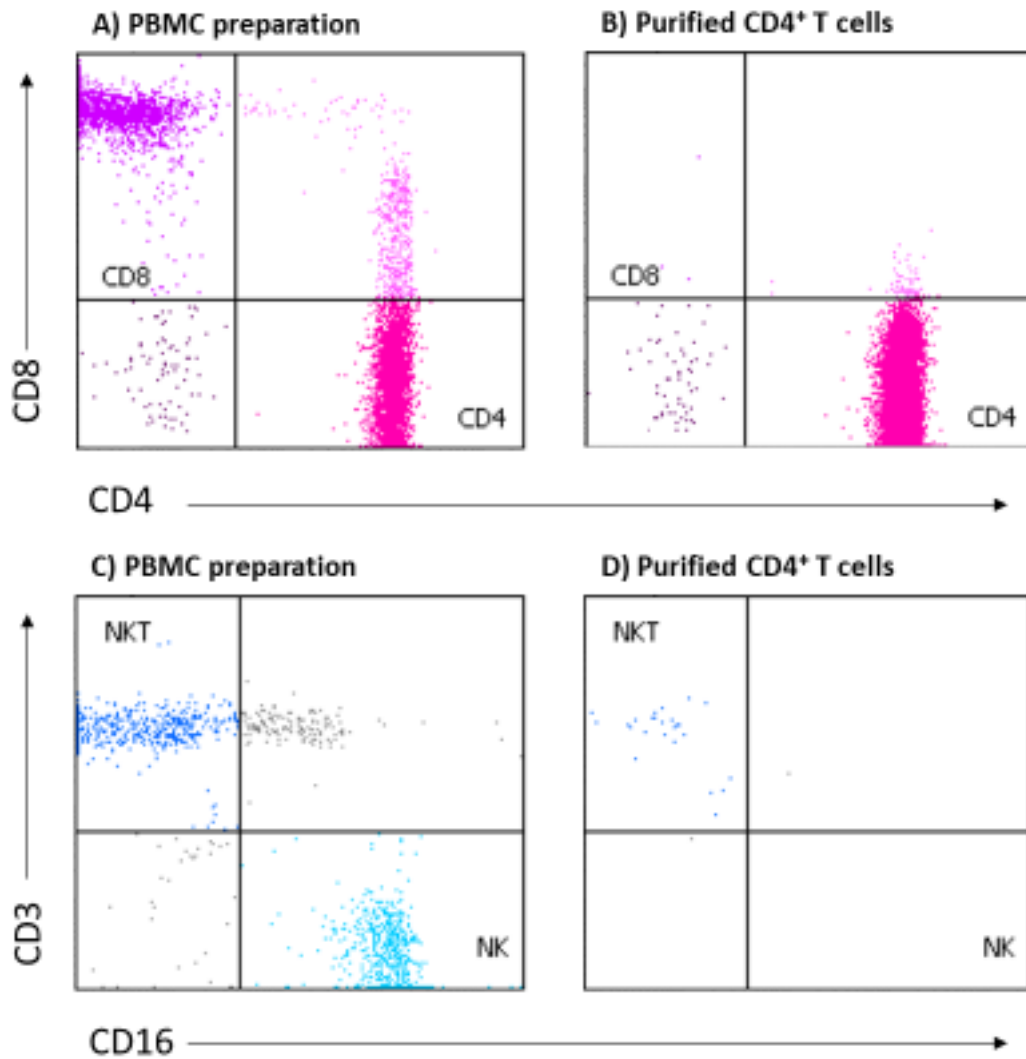 A) PBMC preparation
B) Purified CD4⁺ T cells
CD8
CD8
CD8
CD4
CD4
CD4
C) PBMC preparation
D) Purified CD4⁺ T cells
NKT
NKT
CD3
NK
NK
CD16